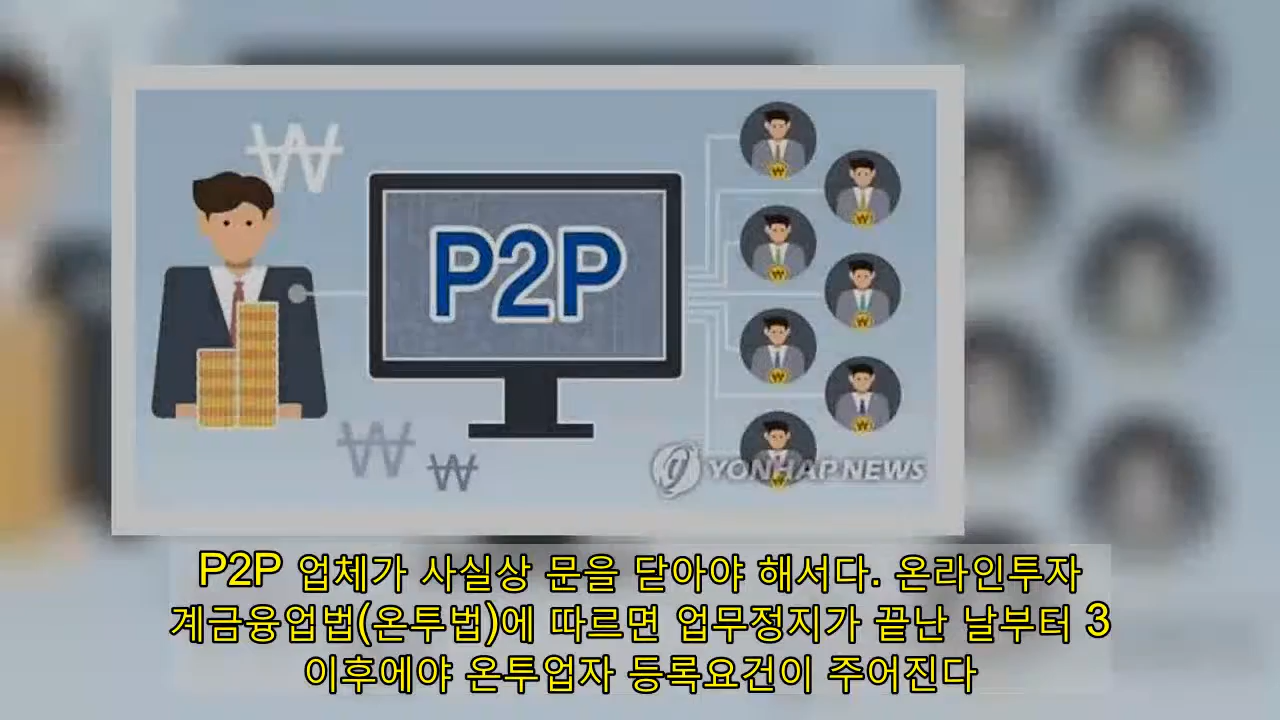 ₩
P2P
₩
₩
YONHAP NEWS
P2P 업체가 사실상 문을 닫아야 해서다. 온라인투자
계금융업법(온투법)에 따르면 업무정지가 끝난 날부터 3
이후에야 온투업자 등록요건이 주어진다